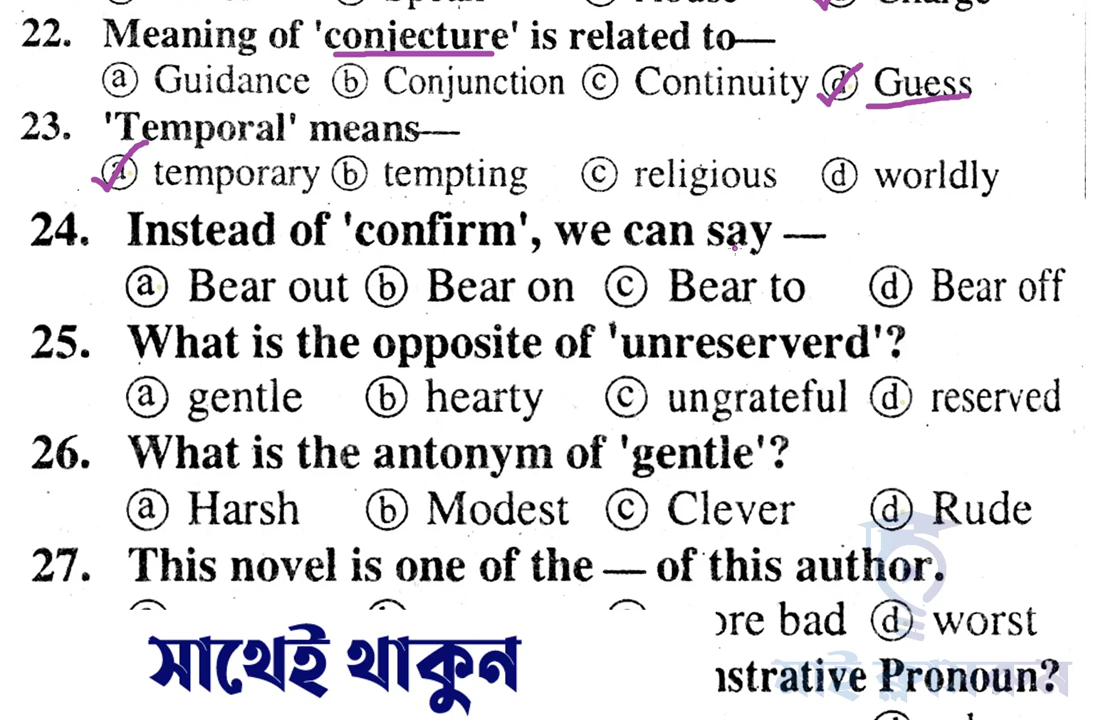 22. Meaning of 'conjecture' is related to—
ⓐ Guidance ⓑ Conjunction ⓒ Continuity ⓓ Guess
23. 'Temporal' means—
ⓐ temporary ⓑ tempting ⓒ religious ⓓ worldly
24. Instead of 'confirm', we can say —
ⓐ Bear out ⓑ Bear on ⓒ Bear to ⓓ Bear off
25. What is the opposite of 'unreserverd'?
ⓐ gentle ⓑ hearty ⓒ ungrateful ⓓ reserved
26. What is the antonym of 'gentle'?
ⓐ Harsh ⓑ Modest ⓒ Clever ⓓ Rude
27. This novel is one of the — of this author.
bad ⓓ worst
সাথেই থাকুন
Pronoun?